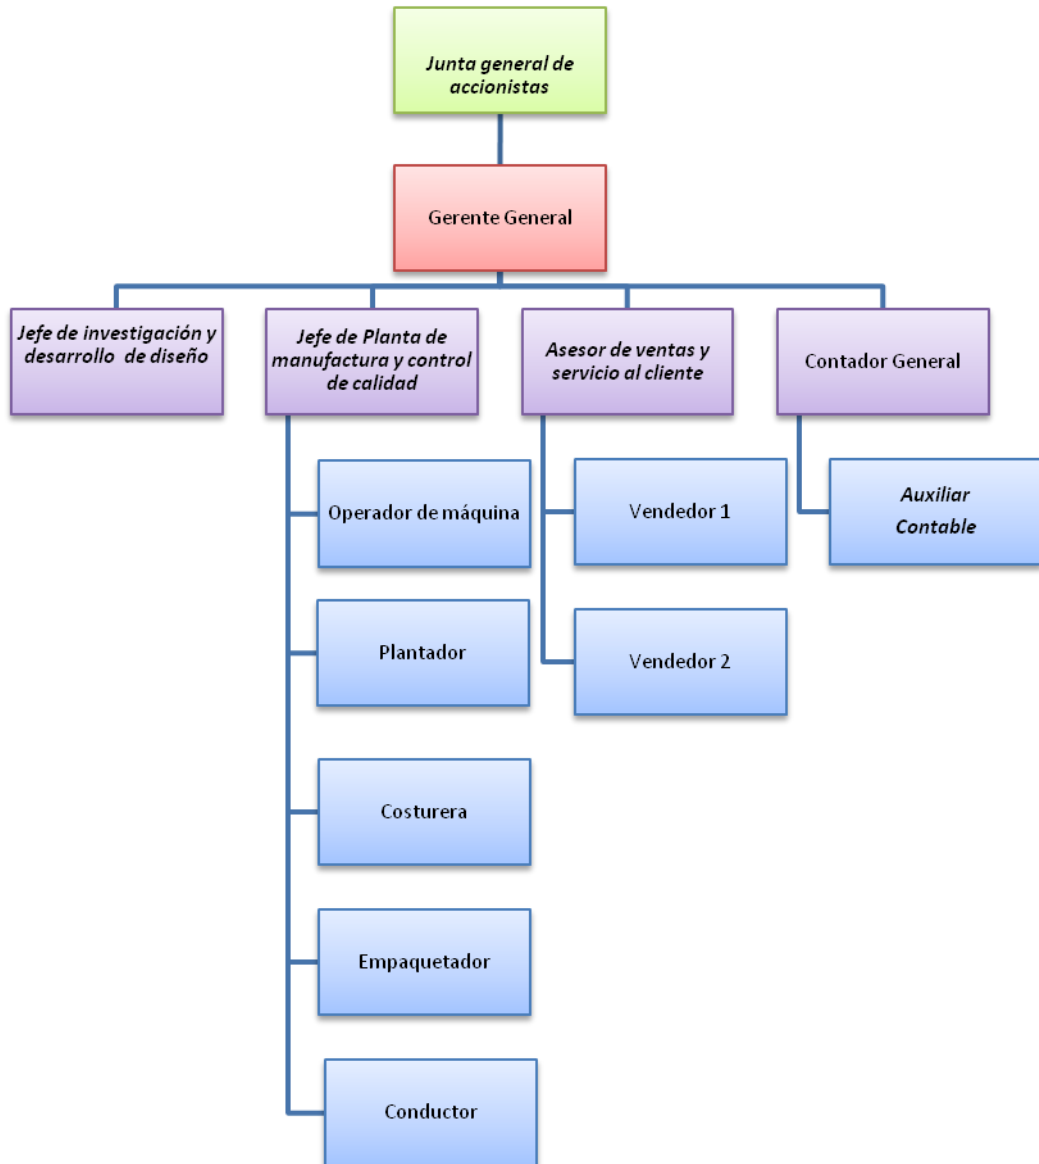 Junta general de
accionistas
Gerente General
Jefe de investigación y
desarrollo de diseño
Jefe de Planta de
manufactura y control
de calidad
Asesor de ventas y
servicio al cliente
Contador General
Operador de máquina
Vendedor 1
Auxiliar
Contable
Plantador
Vendedor 2
Costurera
Empaquetador
Conductor